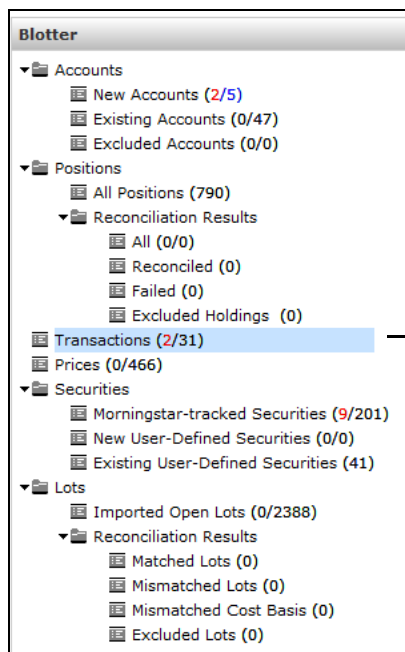 Blotter
Accounts
New Accounts (2/5)
Existing Accounts (0/47)
Excluded Accounts (0/0)
Positions
All Positions (790)
Reconciliation Results
All (0/0)
Reconciled (0)
Failed (0)
Excluded Holdings (0)
Transactions (2/31)
Prices (0/466)
Securities
Morningstar-tracked Securities (9/201)
New User-Defined Securities (0/0)
Existing User-Defined Securities (41)
Lots
Imported Open Lots (0/2388)
Reconciliation Results
Matched Lots (0)
Mismatched Lots (0)
Mismatched Cost Basis (0)
Excluded Lots (0)